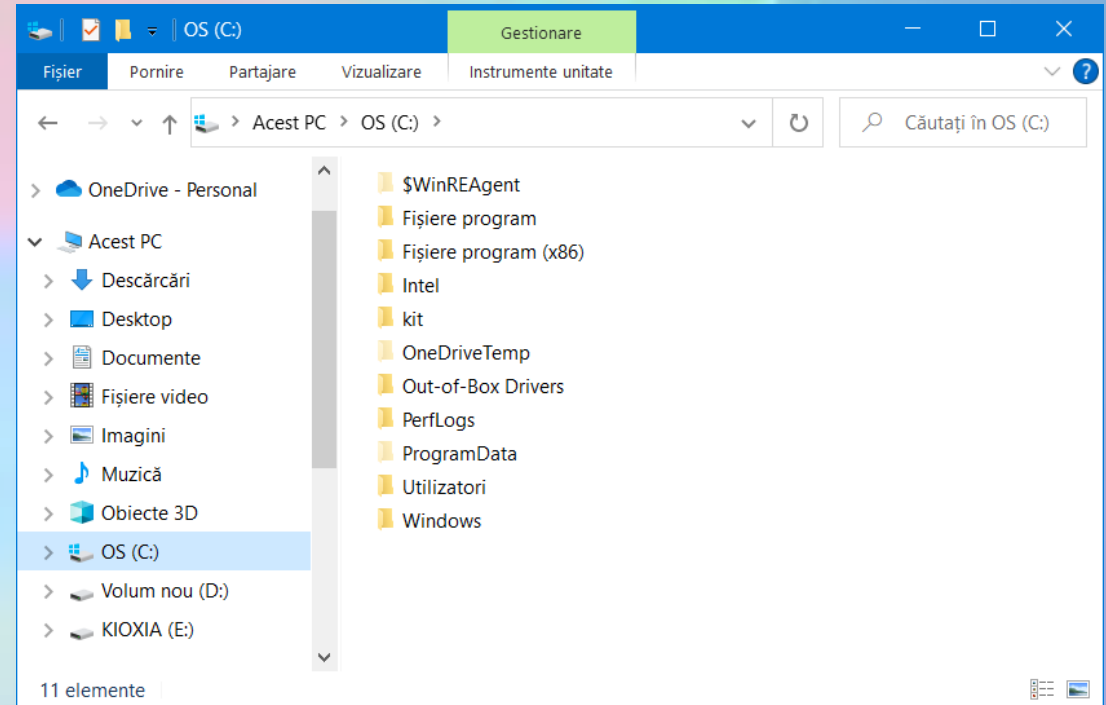 OS (C:)
Gestionare
Fișier Pornire Partajare Vizualizare Instrumente unitate
Acest PC OS (C:)
Căutați în OS (C:)
OneDrive - Personal
Acest PC
Descărcări
Desktop
Documente
Fișiere video
Imagini
Muzică
Obiecte 3D
OS (C:)
Volum nou (D:)
KIOXIA (E:)
$WinREAgent
Fișiere program
Fișiere program (x86)
Intel
kit
OneDriveTemp
Out-of-Box Drivers
PerfLogs
ProgramData
Utilizatori
Windows
11 elemente